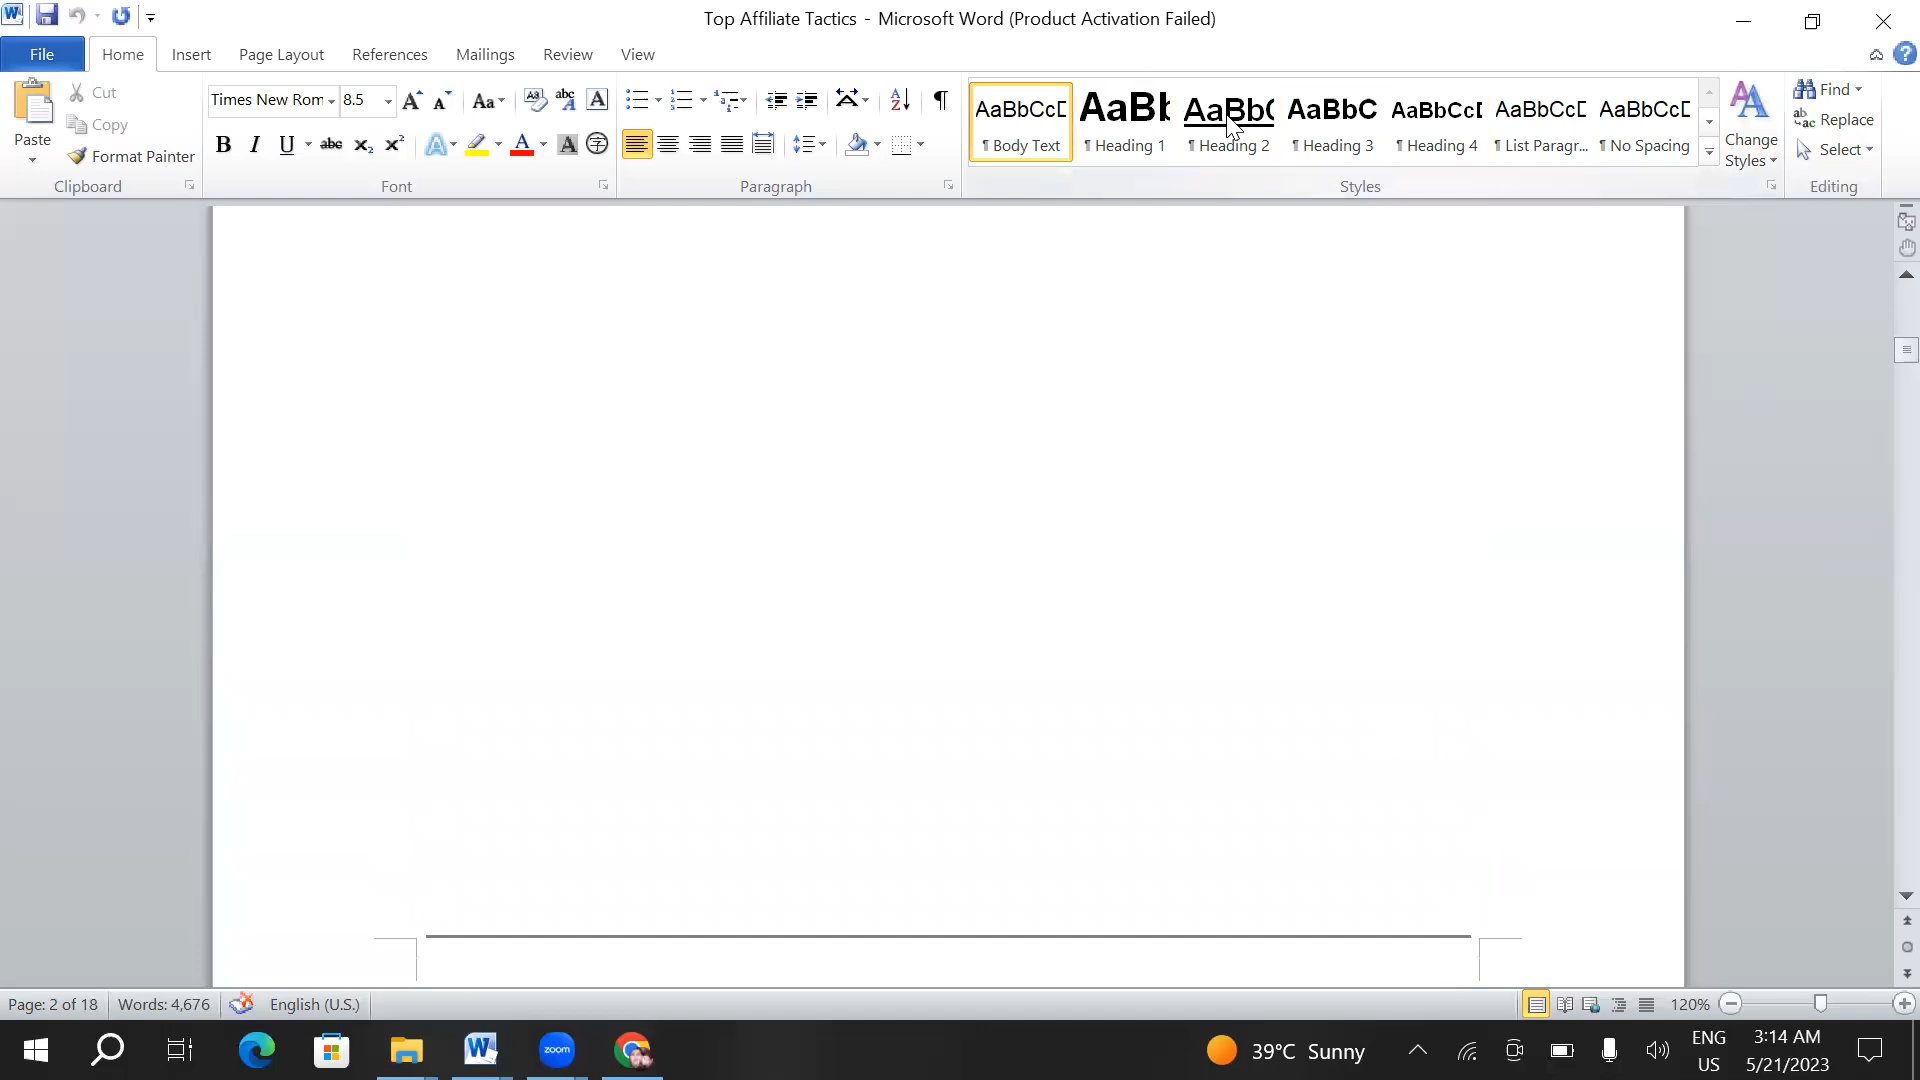 Top Affiliate Tactics - Microsoft Word (Product Activation Failed)
File Home Insert Page Layout References Mailings Review View
Paste
Cut
Copy
Format Painter
Clipboard
Times New Rom 8.5
Font
Paragraph
AaBbCcD AaBb AaBbC AaBbC AaBbCcD AaBbCcD AaBbCcD
¶ Body Text ¶ Heading 1 ¶ Heading 2 ¶ Heading 3 ¶ Heading 4 ¶ List Paragr... ¶ No Spacing
Styles
Change
Styles
Find
Replace
Select
Editing
Page: 2 of 18 Words: 4,676 English (U.S.) 120%
zoom
39°C Sunny
ENG
US
3:14 AM
5/21/2023